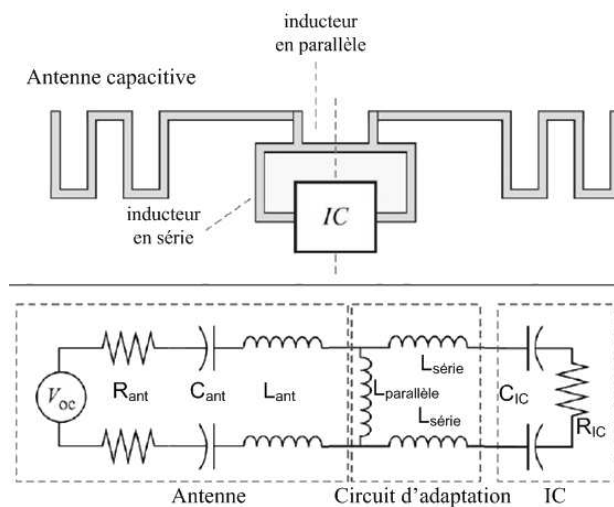 inducteur
en parallèle
Antenne capacitive
inducteur
en série
IC
V_oc
R_ant
C_ant
L_ant
L_parallèle
L_série
L_série
C_IC
R_IC
Antenne
Circuit d'adaptation
IC